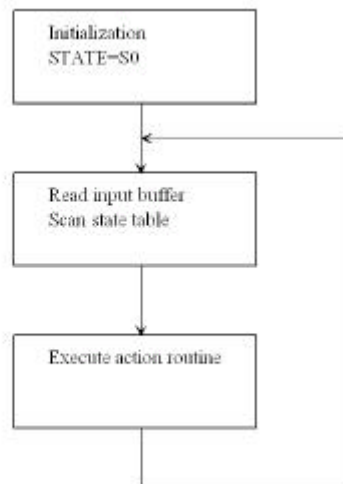 Initialization
STATE=S0
Read input buffer
Scan state table
Execute action routine